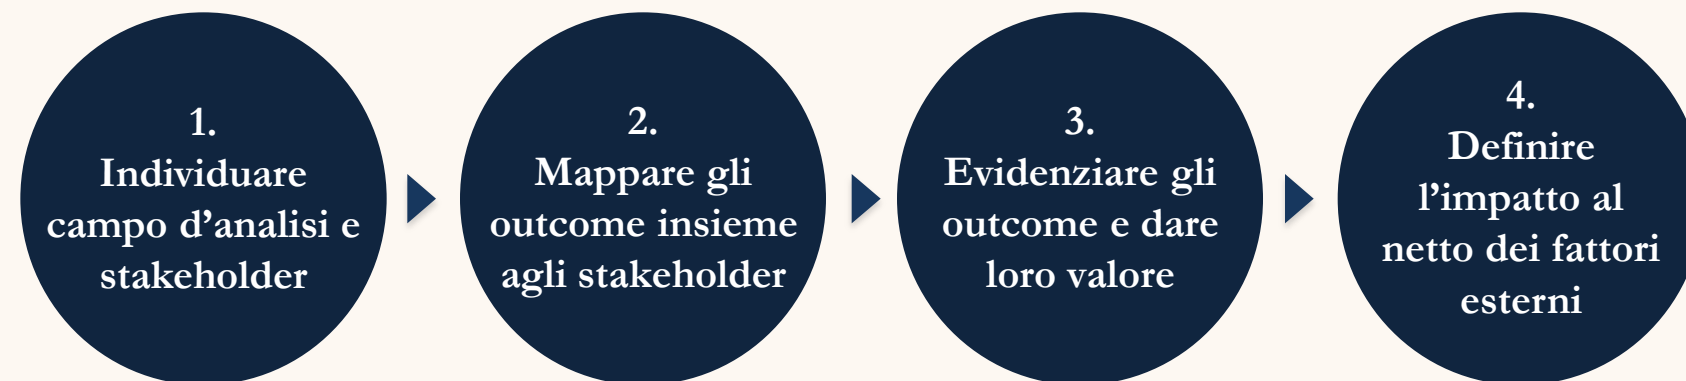 1.
Individuare
campo d’analisi e
stakeholder
2.
Mappare gli
outcome insieme
agli stakeholder
3.
Evidenziare gli
outcome e dare
loro valore
4.
Definire
l’impatto al
netto dei fattori
esterni